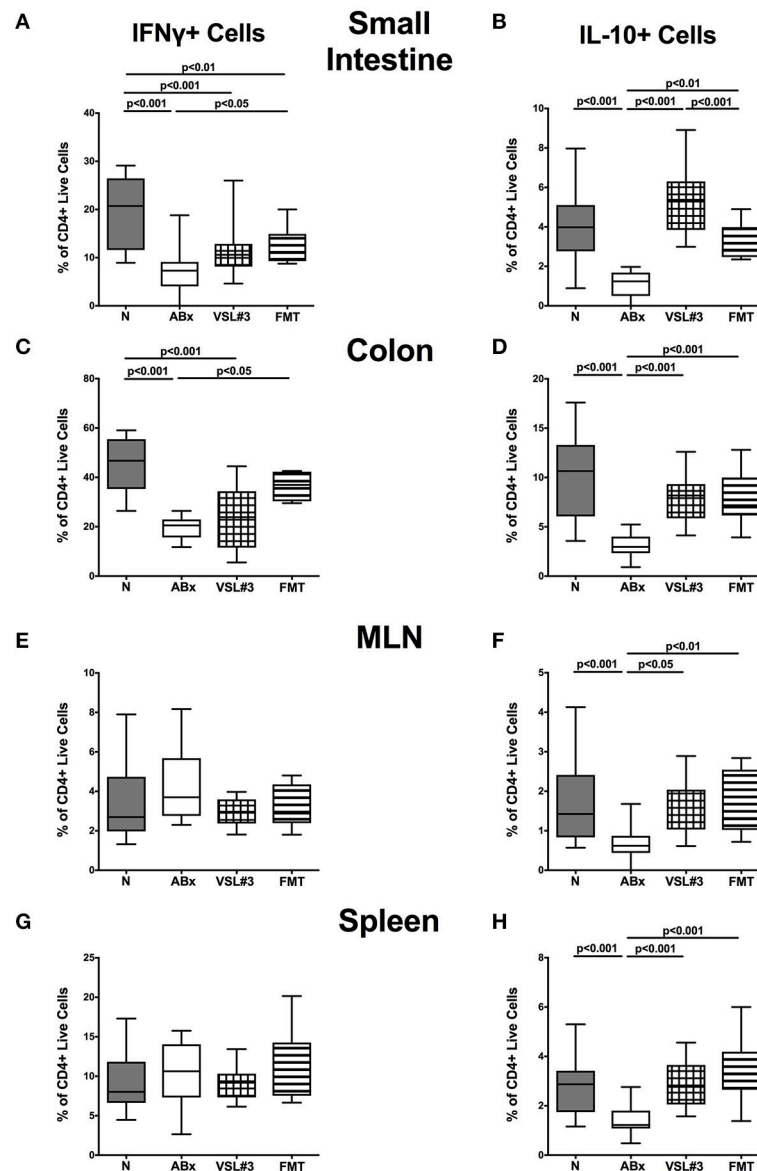 A
IFNγ+ Cells
Small
Intestine
B
IL-10+ Cells
p<0.01
p<0.001
p<0.001
p<0.05
% of CD4+ Live Cells
40
30
20
10
0
N
ABx
VSL#3
FMT
p<0.01
p<0.001
p<0.001
p<0.001
% of CD4+ Live Cells
10
8
6
4
2
0
N
ABx
VSL#3
FMT
C
Colon
D
p<0.001
p<0.001
p<0.05
% of CD4+ Live Cells
80
60
40
20
0
N
ABx
VSL#3
FMT
p<0.001
p<0.001
p<0.001
% of CD4+ Live Cells
20
15
10
5
0
N
ABx
VSL#3
FMT
E
MLN
F
% of CD4+ Live Cells
10
8
6
4
2
0
N
ABx
VSL#3
FMT
p<0.01
p<0.001
p<0.05
% of CD4+ Live Cells
5
4
3
2
1
0
N
ABx
VSL#3
FMT
G
Spleen
H
% of CD4+ Live Cells
25
20
15
10
5
0
N
ABx
VSL#3
FMT
p<0.001
p<0.001
p<0.001
% of CD4+ Live Cells
8
6
4
2
0
N
ABx
VSL#3
FMT